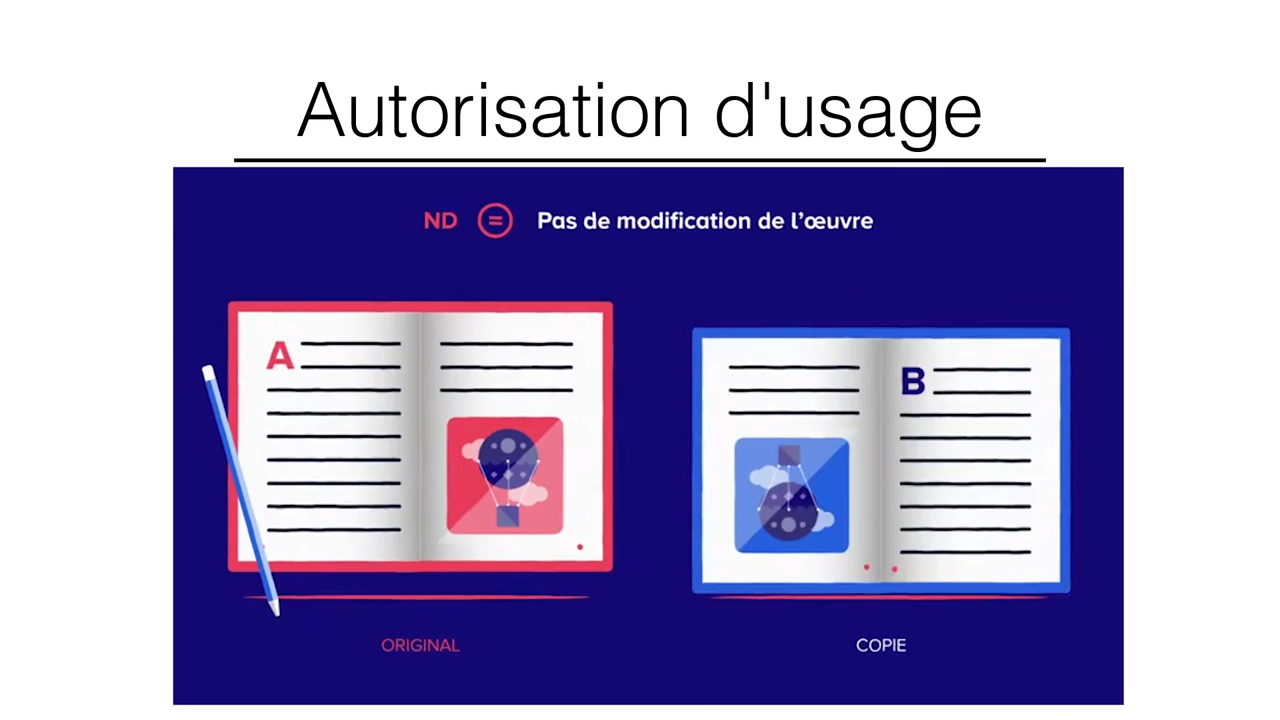 Autorisation d'usage
ND = Pas de modification de l’œuvre
A
B
ORIGINAL
COPIE